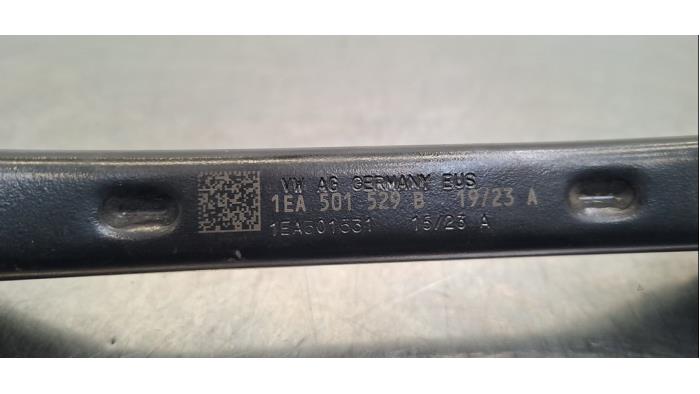 VW AG GERMANY EUS
1EA 501 529 B 19/23 A
1EA501531 15/23 A